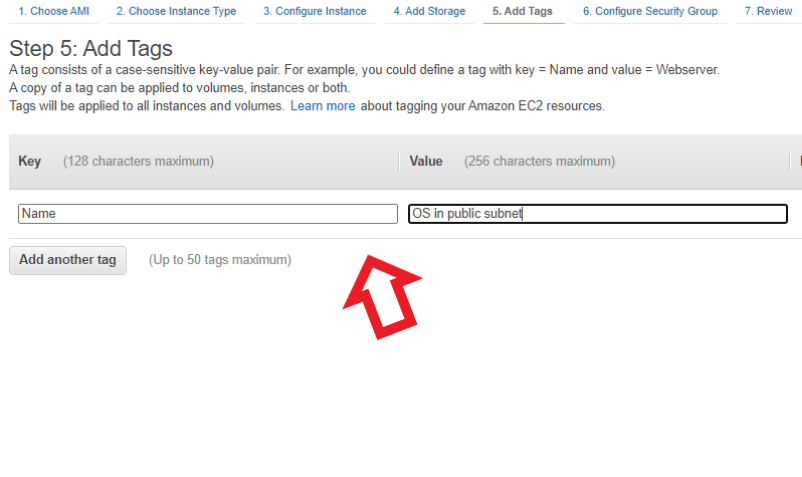 1. Choose AMI 2. Choose Instance Type 3. Configure Instance 4. Add Storage 5. Add Tags 6. Configure Security Group 7. Review
Step 5: Add Tags
A tag consists of a case-sensitive key-value pair. For example, you could define a tag with key = Name and value = Webserver.
A copy of a tag can be applied to volumes, instances or both.
Tags will be applied to all instances and volumes. Learn more about tagging your Amazon EC2 resources.
Key (128 characters maximum) Value (256 characters maximum)
Name OS in public subnet
Add another tag (Up to 50 tags maximum)